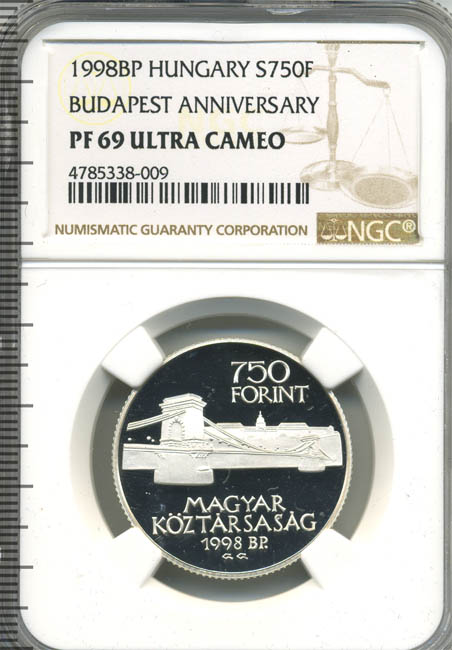 1998BP HUNGARY S750F
BUDAPEST ANNIVERSARY
PF 69 ULTRA CAMEO
4785338-009
NUMISMATIC GUARANTY CORPORATION
NGC®
750
FORINT
MAGYAR
KÖZTÁRSASÁG
1998 BP.